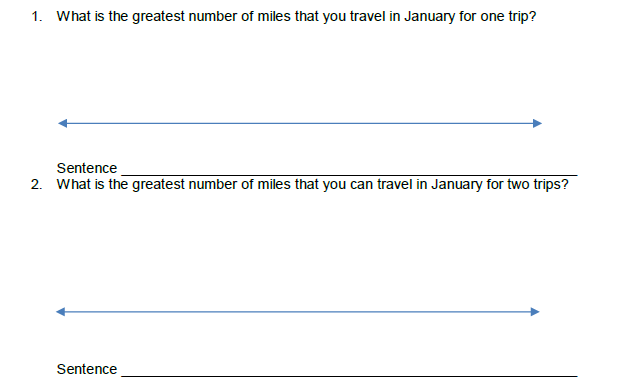 1. What is the greatest number of miles that you travel in January for one trip?
Sentence
2. What is the greatest number of miles that you can travel in January for two trips?
Sentence